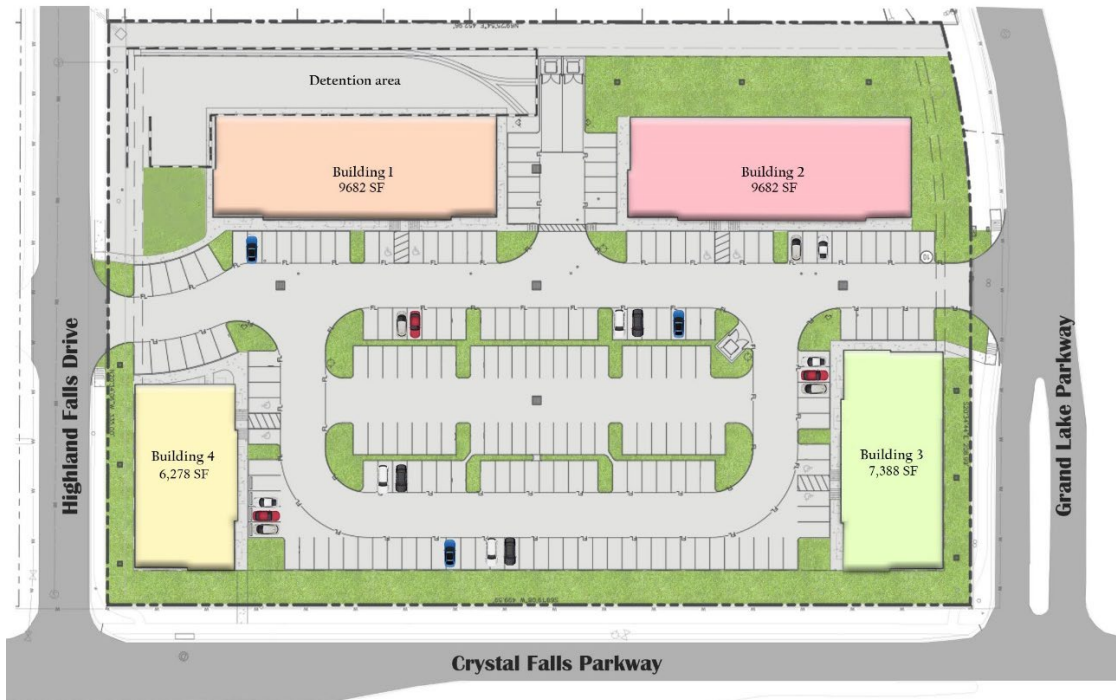 Detention area
Building 1
9682 SF
Building 2
9682 SF
Highland Falls Drive
Building 4
6,278 SF
Building 3
7,388 SF
Grand Lake Parkway
Crystal Falls Parkway